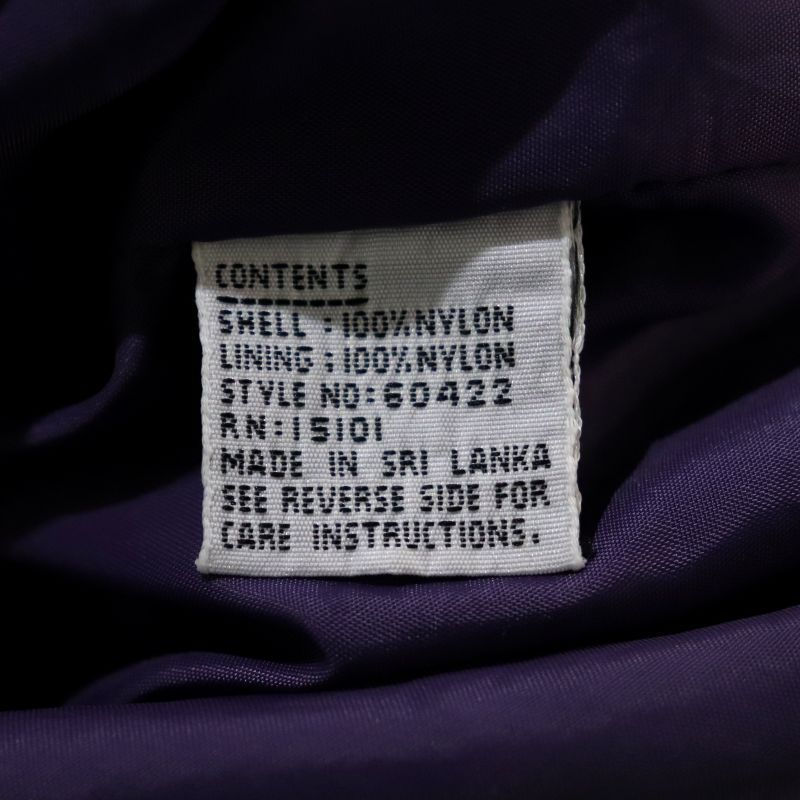 CONTENTS
SHELL : 100% NYLON
LINING : 100% NYLON
STYLE NO: 60422
RN: 15101
MADE IN SRI LANKA
SEE REVERSE SIDE FOR
CARE INSTRUCTIONS.